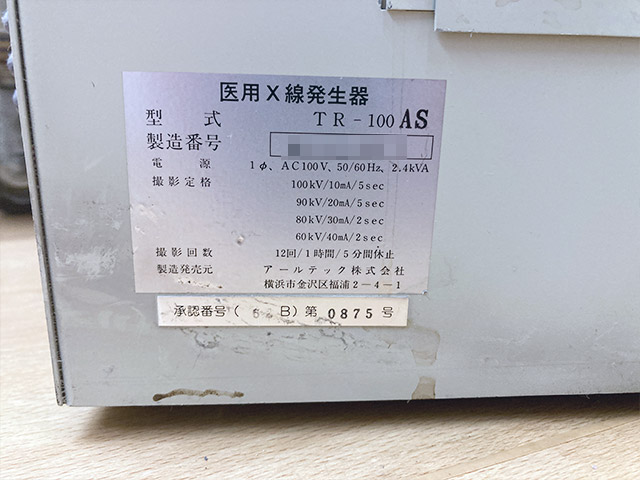 医用X線発生器
型式 TR-100AS
製造番号
電源 1φ、AC100V、50/60Hz、2.4kVA
撮影定格 100kV/10mA/5sec
90kV/20mA/5sec
80kV/30mA/2sec
60kV/40mA/2sec
撮影回数 12回/1時間/5分間休止
製造発売元 アールテック株式会社
横浜市金沢区福浦2-4-1
承認番号( 6 B)第0875号